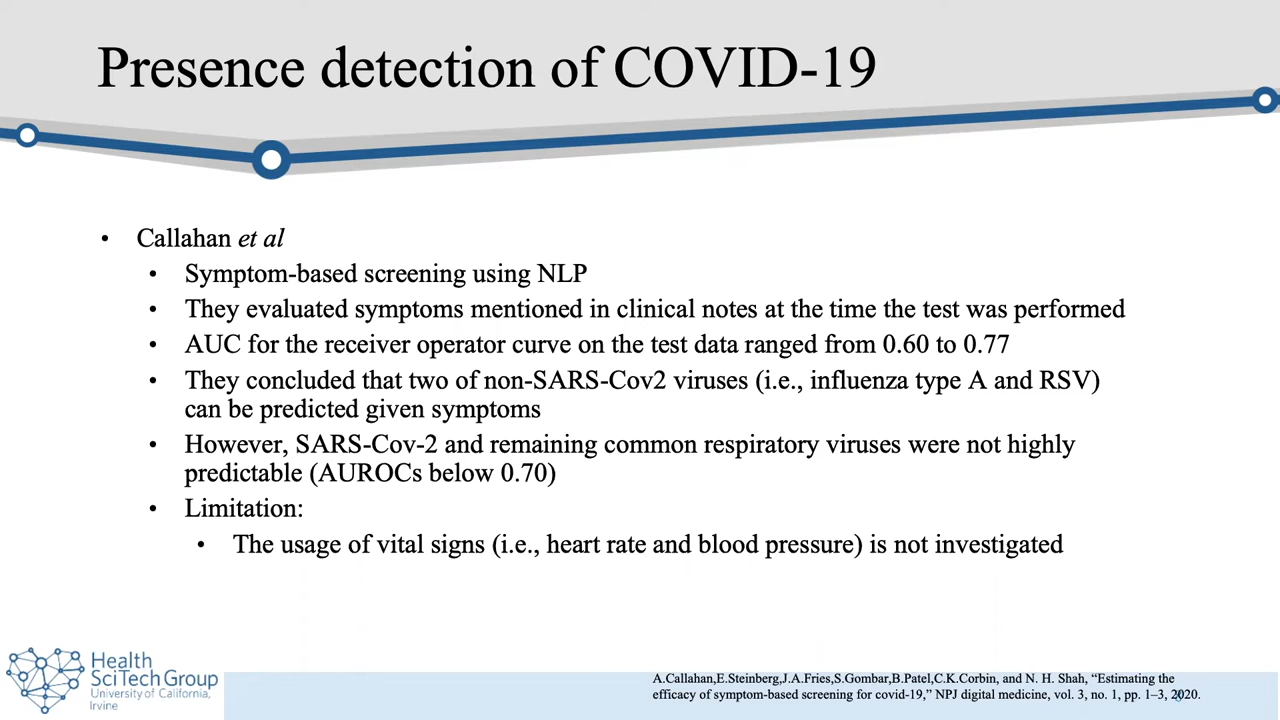 Presence detection of COVID-19
• Callahan et al
• Symptom-based screening using NLP
• They evaluated symptoms mentioned in clinical notes at the time the test was performed
• AUC for the receiver operator curve on the test data ranged from 0.60 to 0.77
• They concluded that two of non-SARS-Cov2 viruses (i.e., influenza type A and RSV)
can be predicted given symptoms
• However, SARS-Cov-2 and remaining common respiratory viruses were not highly
predictable (AUROCs below 0.70)
• Limitation:
• The usage of vital signs (i.e., heart rate and blood pressure) is not investigated
Health
SciTech Group
University of California,
Irvine
A.Callahan,E.Steinberg,J.A.Fries,S.Gombar,B.Patel,C.K.Corbin, and N. H. Shah, “Estimating the
efficacy of symptom-based screening for covid-19,” NPJ digital medicine, vol. 3, no. 1, pp. 1–3, 2020.